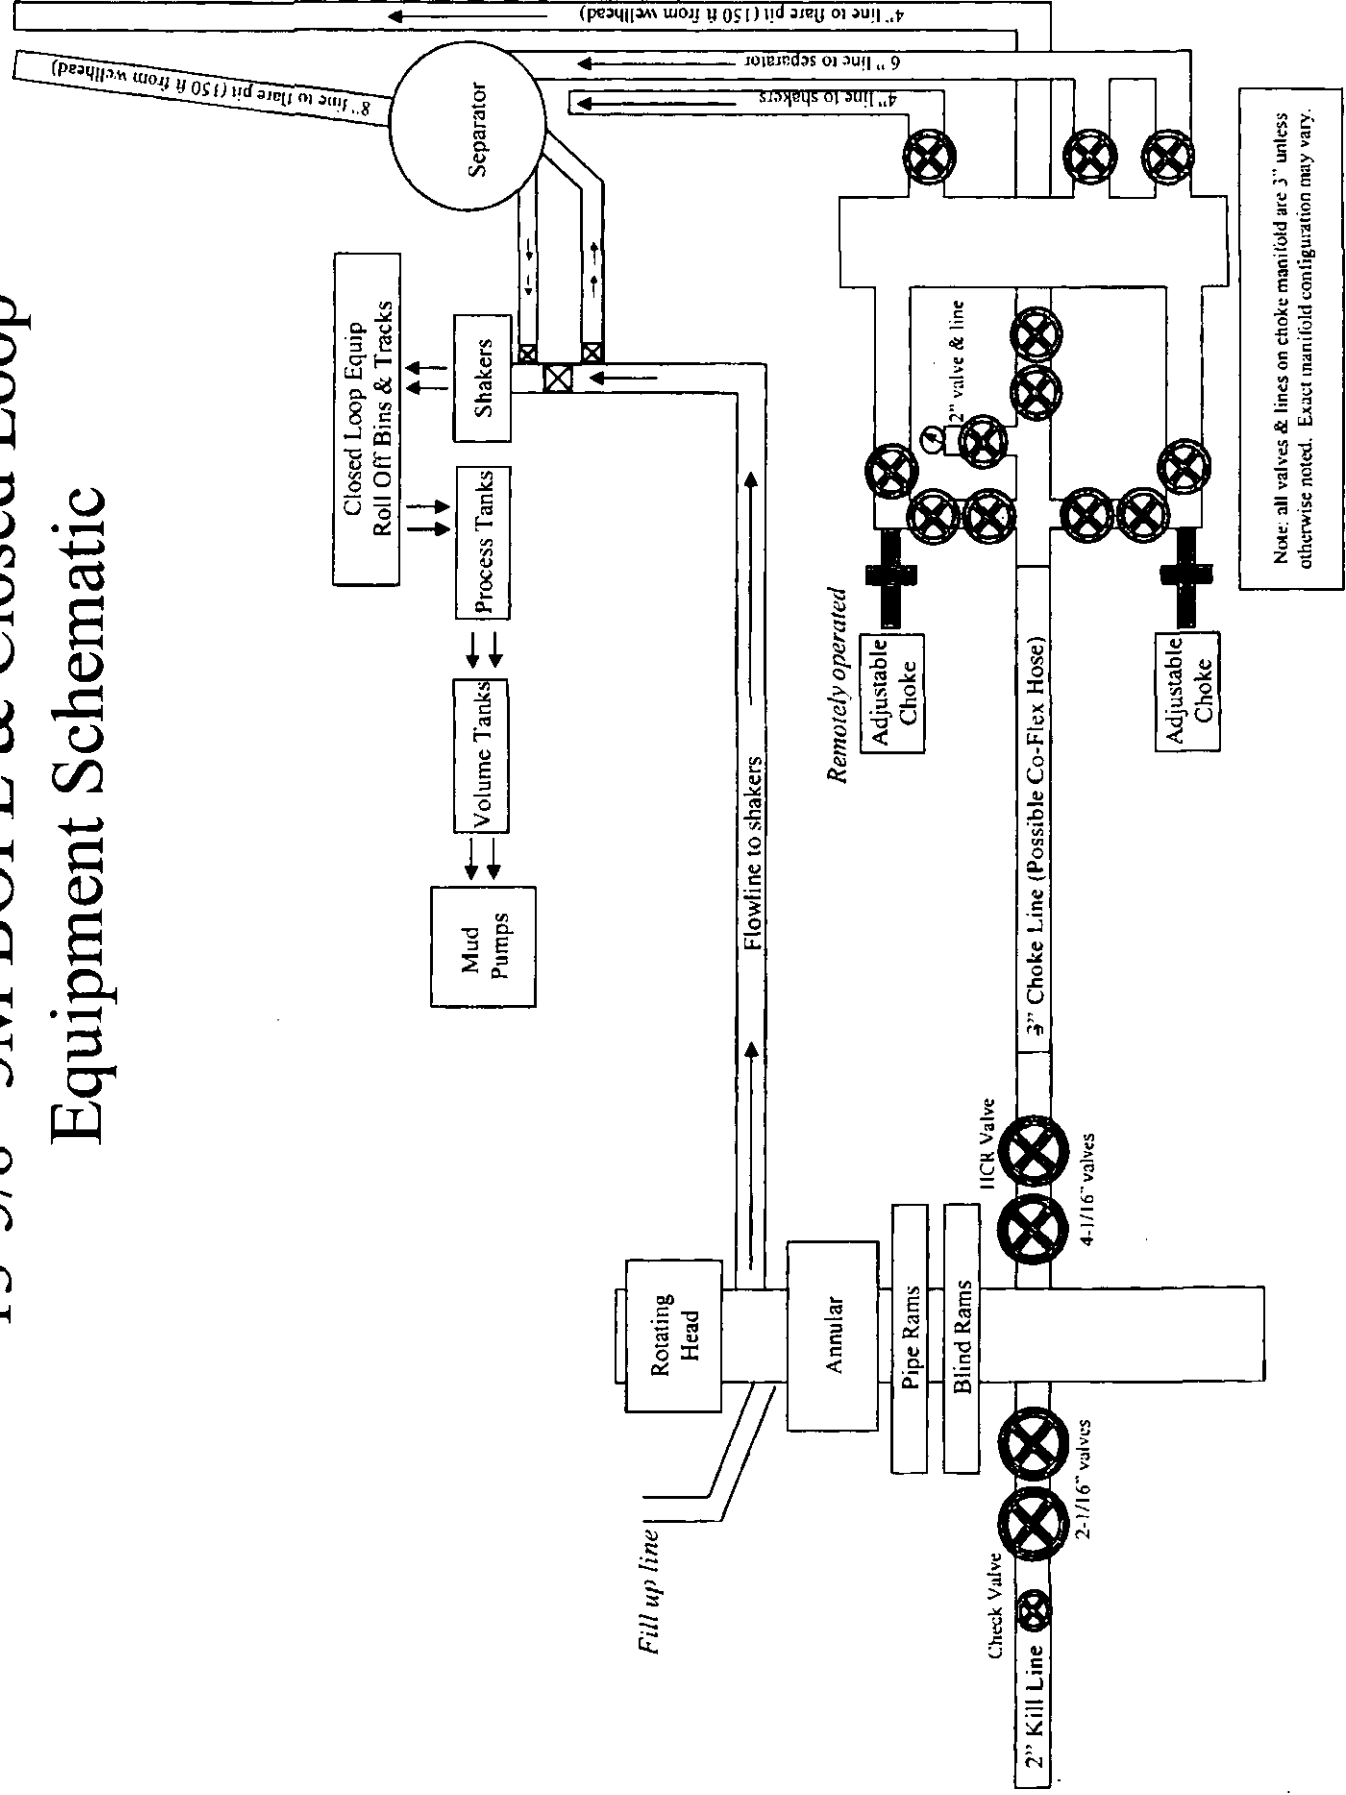 BOPE & Closed Loop
Equipment Schematic
8" line to flare pit (150 ft from wellhead)
4" line to flare pit (150 ft from wellhead)
6" line to separator
4" line to shakers
Separator
Closed Loop Equip
Roll Off Bins & Tracks
Mud
Pumps
Volume Tanks
Process Tanks
Shakers
Fill up line
Rotating
Head
Flowline to shakers
Annular
Pipe Rams
Blind Rams
Remotely operated
Adjustable
Choke
2" valve & line
Check Valve
HCR Valve
2" Kill Line
3" Choke Line (Possible Co-Flex Hose)
2-1/16" valves
4-1/16" valves
Adjustable
Choke
Note: all valves & lines on choke manifold are 3" unless
otherwise noted. Exact manifold configuration may vary.